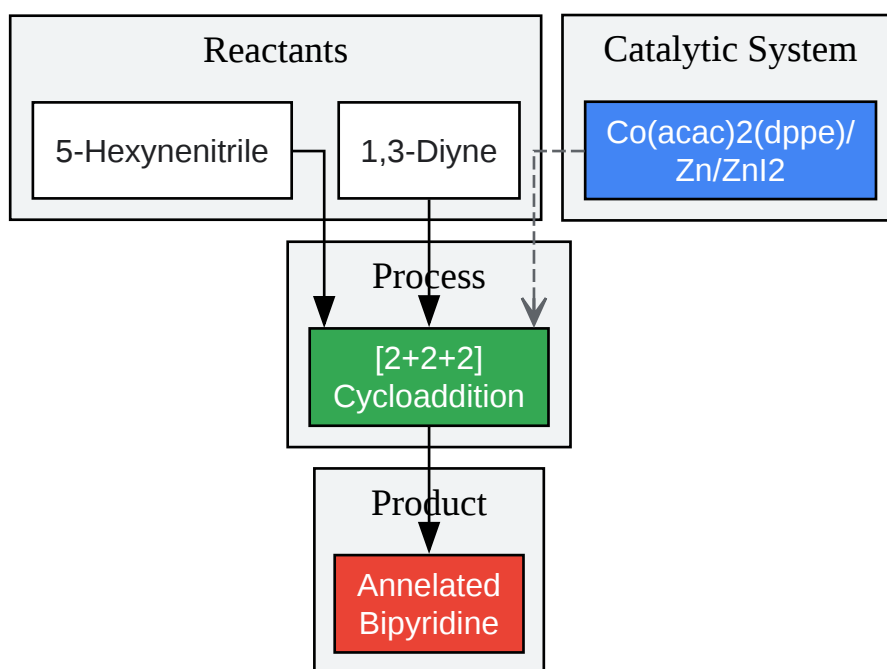 Reactants
Catalytic System
5-Hexynenitrile
1,3-Diyne
Co(acac)2(dppe)/
Zn/ZnI2
Process
[2+2+2]
Cycloaddition
Product
Annelated
Bipyridine